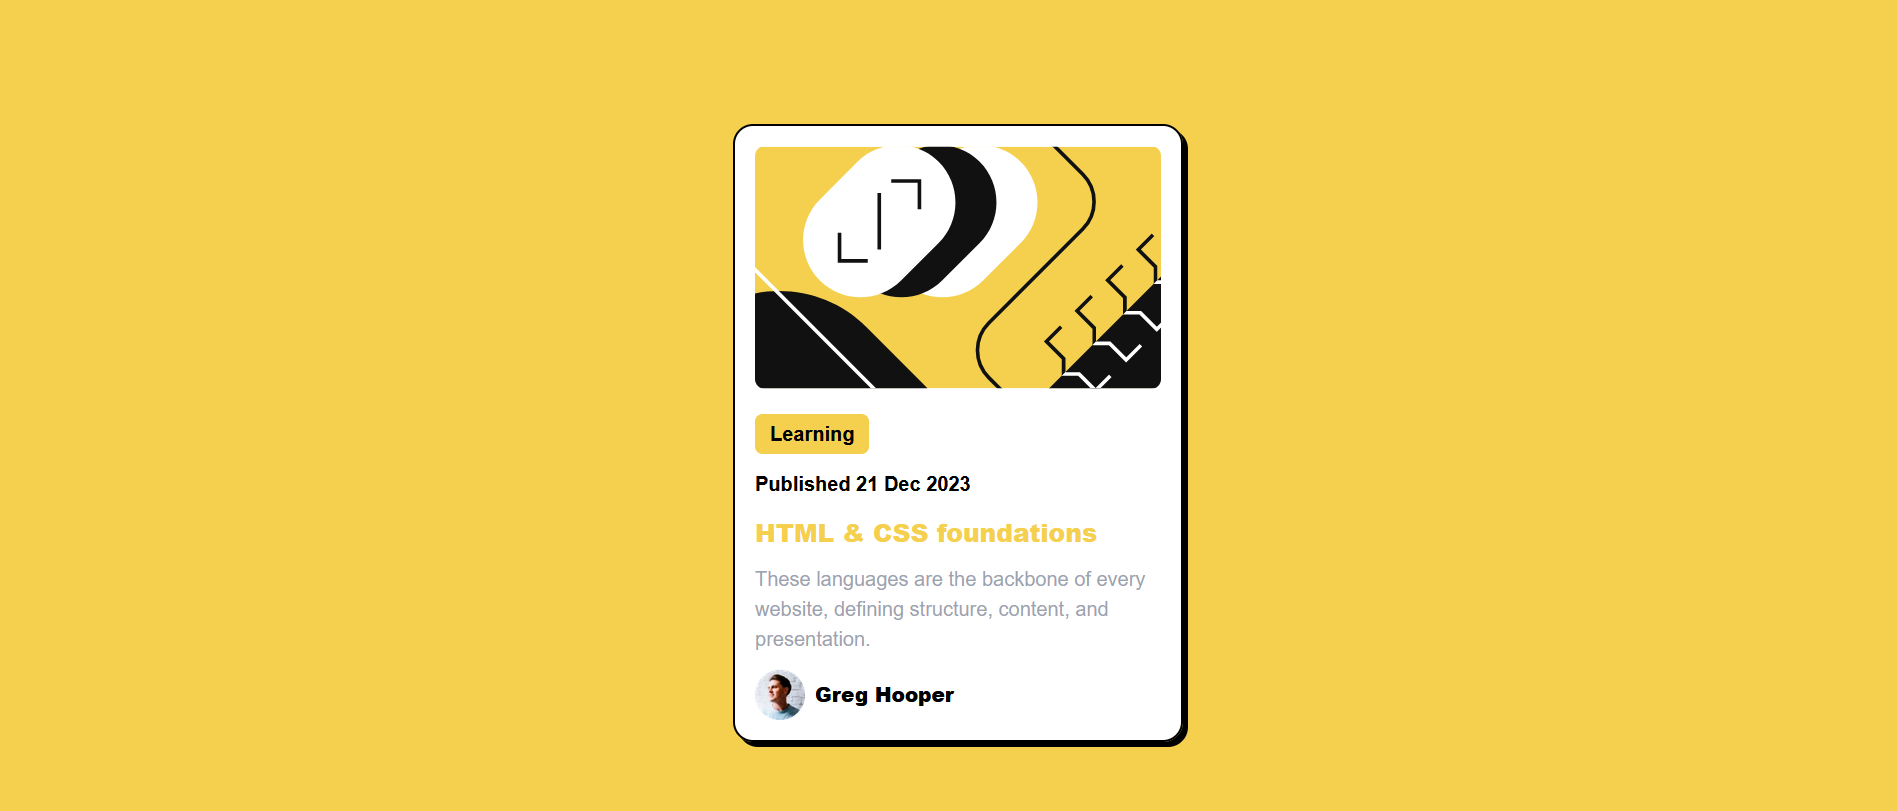 Learning
Published 21 Dec 2023
HTML & CSS foundations
These languages are the backbone of every
website, defining structure, content, and
presentation.
Greg Hooper